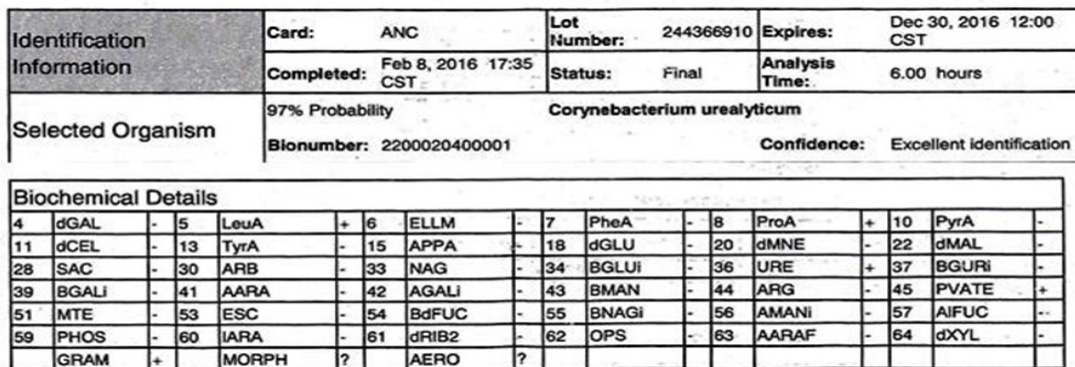 Identification Information
Card: ANC Lot Number: 244366910 Expires: Dec 30, 2016 12:00 CST
Completed: Feb 8, 2016 17:35 CST Status: Final Analysis Time: 6.00 hours
Selected Organism
97% Probability Corynebacterium urealyticum
Bionumber: 2200020400001 Confidence: Excellent identification
Biochemical Details
4 dGAL - 5 LeuA + 6 ELLM - 7 PheA - 8 ProA + 10 PyrA -
11 dCEL - 13 TyrA - 15 APPA - 18 dGLU - 20 dMNE - 22 dMAL -
28 SAC - 30 ARB - 33 NAG - 34 BGLUi - 36 URE + 37 BGURi -
39 BGALi - 41 AARA - 42 AGALi - 43 BMAN - 44 ARG - 45 PVATE +
51 MTE - 53 ESC - 54 BdFUC - 55 BNAGi - 56 AMANi - 57 AIFUC -
59 PHOS - 60 IARA - 61 dRIB2 - 62 OPS - 63 AARAF - 64 dXYL -
GRAM + MORPH ? AERO ?